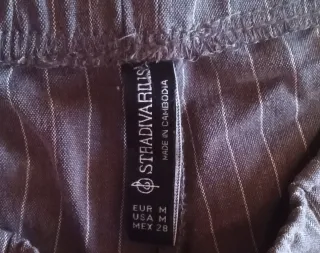 STRADIVARIUS
MADE IN CAMBODIA
EUR M
USA M
MEX 28